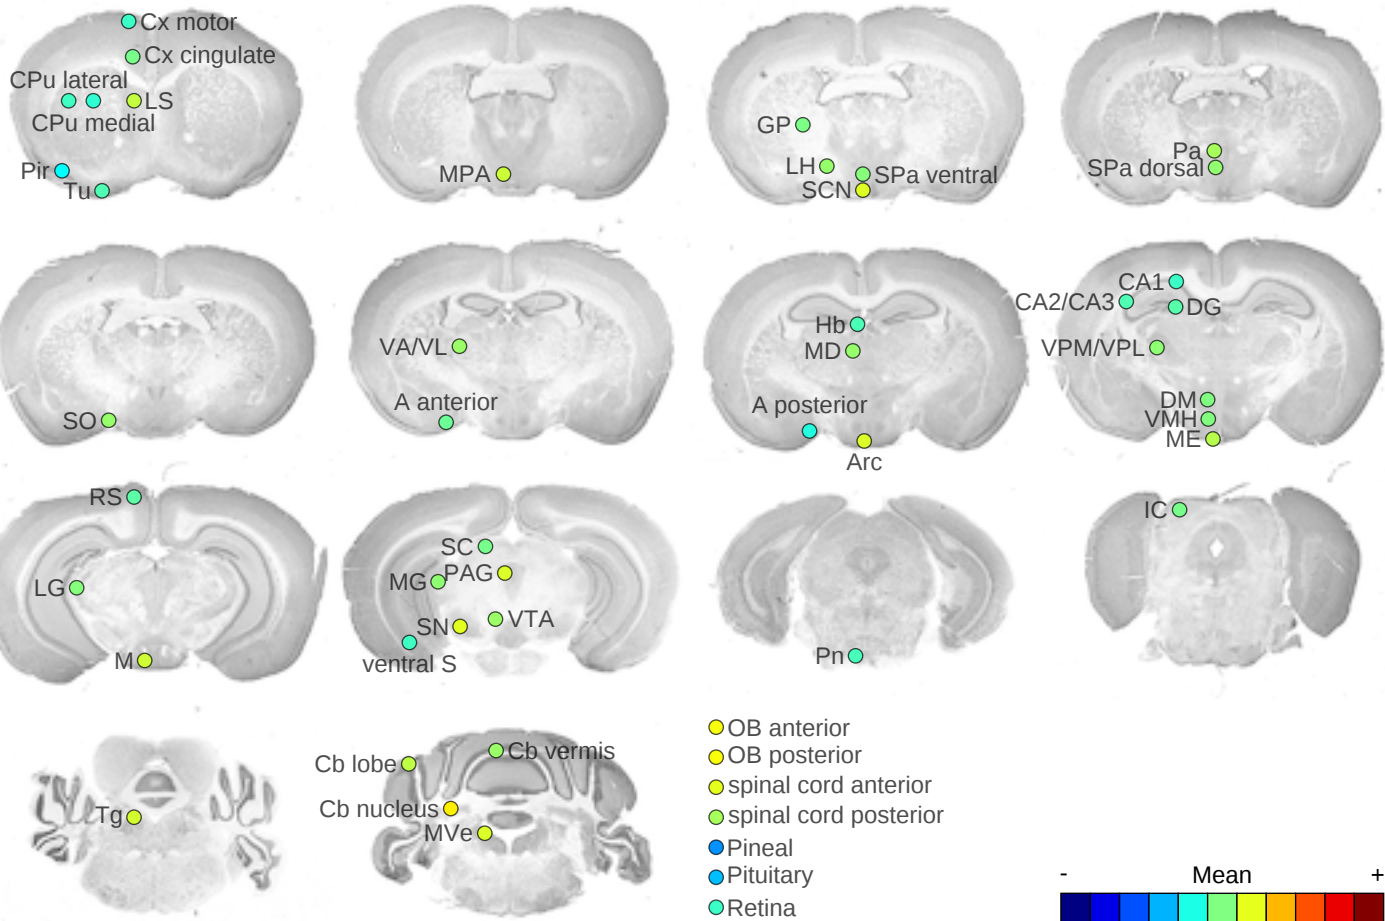 Cx motor
Cx cingulate
CPu lateral
LS
CPu medial
Pir
Tu
MPA
GP
LH
SPa ventral
SCN
Pa
SPa dorsal
SO
VA/VL
A anterior
Hb
MD
A posterior
Arc
CA1
CA2/CA3
DG
VPM/VPL
DM
VMH
ME
RS
LG
M
SC
MG
PAG
SN
VTA
ventral S
Pn
IC
Tg
Cb lobe
Cb vermis
Cb nucleus
MVe
OB anterior
OB posterior
spinal cord anterior
spinal cord posterior
Pineal
Pituitary
Retina
- Mean +